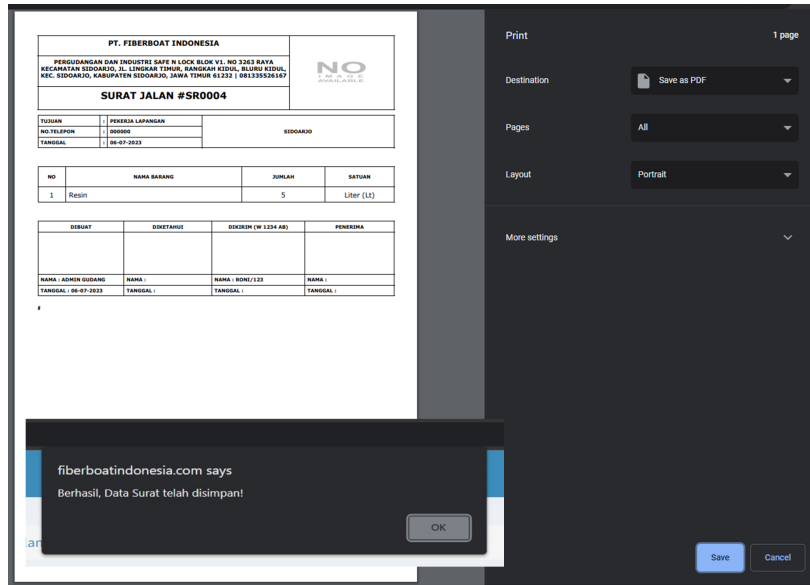 PT. FIBERBOAT INDONESIA
PERGUDANGAN DAN INDUSTRI SAFE N LOCK BLOK V1. NO 3263 RAYA
KECAMATAN SIDOARJO, JL. LINGKAR TIMUR, RANGKAH KIDUL, BLURU KIDUL,
KEC. SIDOARJO, KABUPATEN SIDOARJO, JAWA TIMUR 61232 | 081335526167
NO
IMAGE
AVAILABLE
SURAT JALAN #SR0004
TUJUAN : PEKERJA LAPANGAN
NO.TELEPON : 000000
SIDOARJO
TANGGAL : 06-07-2023
NO NAMA BARANG JUMLAH SATUAN
1 Resin 5 Liter (Lt)
DIBUAT DIKETAHUI DIKIRIM (W 1234 AB) PENERIMA
NAMA : ADMIN GUDANG NAMA : NAMA : RONI/123 NAMA :
TANGGAL : 06-07-2023 TANGGAL : TANGGAL : TANGGAL :
#
Print 1 page
Destination Save as PDF
Pages All
Layout Portrait
More settings
fiberboatindonesia.com says
Berhasil, Data Surat telah disimpan!
OK
lan
Save Cancel